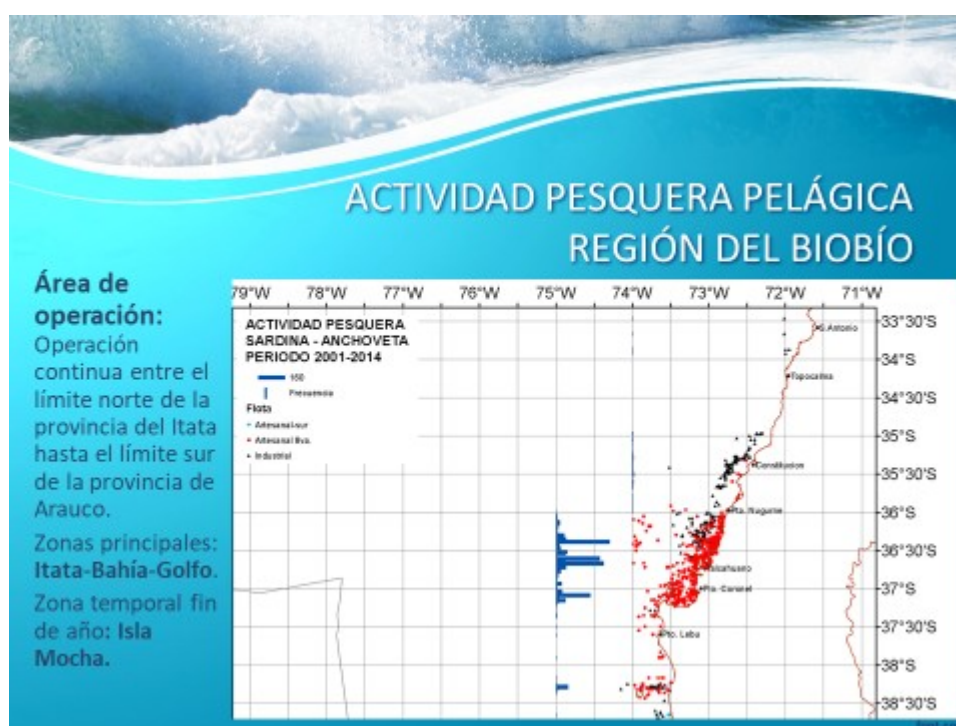 ACTIVIDAD PESQUERA PELÁGICA
REGIÓN DEL BIOBÍO
Área de
operación:
Operación
continua entre el
límite norte de la
provincia del Itata
hasta el límite sur
de la provincia de
Arauco.
Zonas principales:
Itata-Bahía-Golfo.
Zona temporal fin
de año: Isla
Mocha.
79°W 78°W 77°W 76°W 75°W 74°W 73°W 72°W 71°W
ACTIVIDAD PESQUERA
SARDINA - ANCHOVETA
PERIODO 2001-2014
Frecuencia
Flota
Artesanal-sur
Artesanal 8va.
Industrial
33°30'S
S.Antonio
34°S
Topocalma
34°30'S
35°S
Constitucion
35°30'S
36°S
Pta. Nugurne
36°30'S
Talcahuano
37°S
Pto. Coronel
37°30'S
Pto. Lebu
38°S
38°30'S